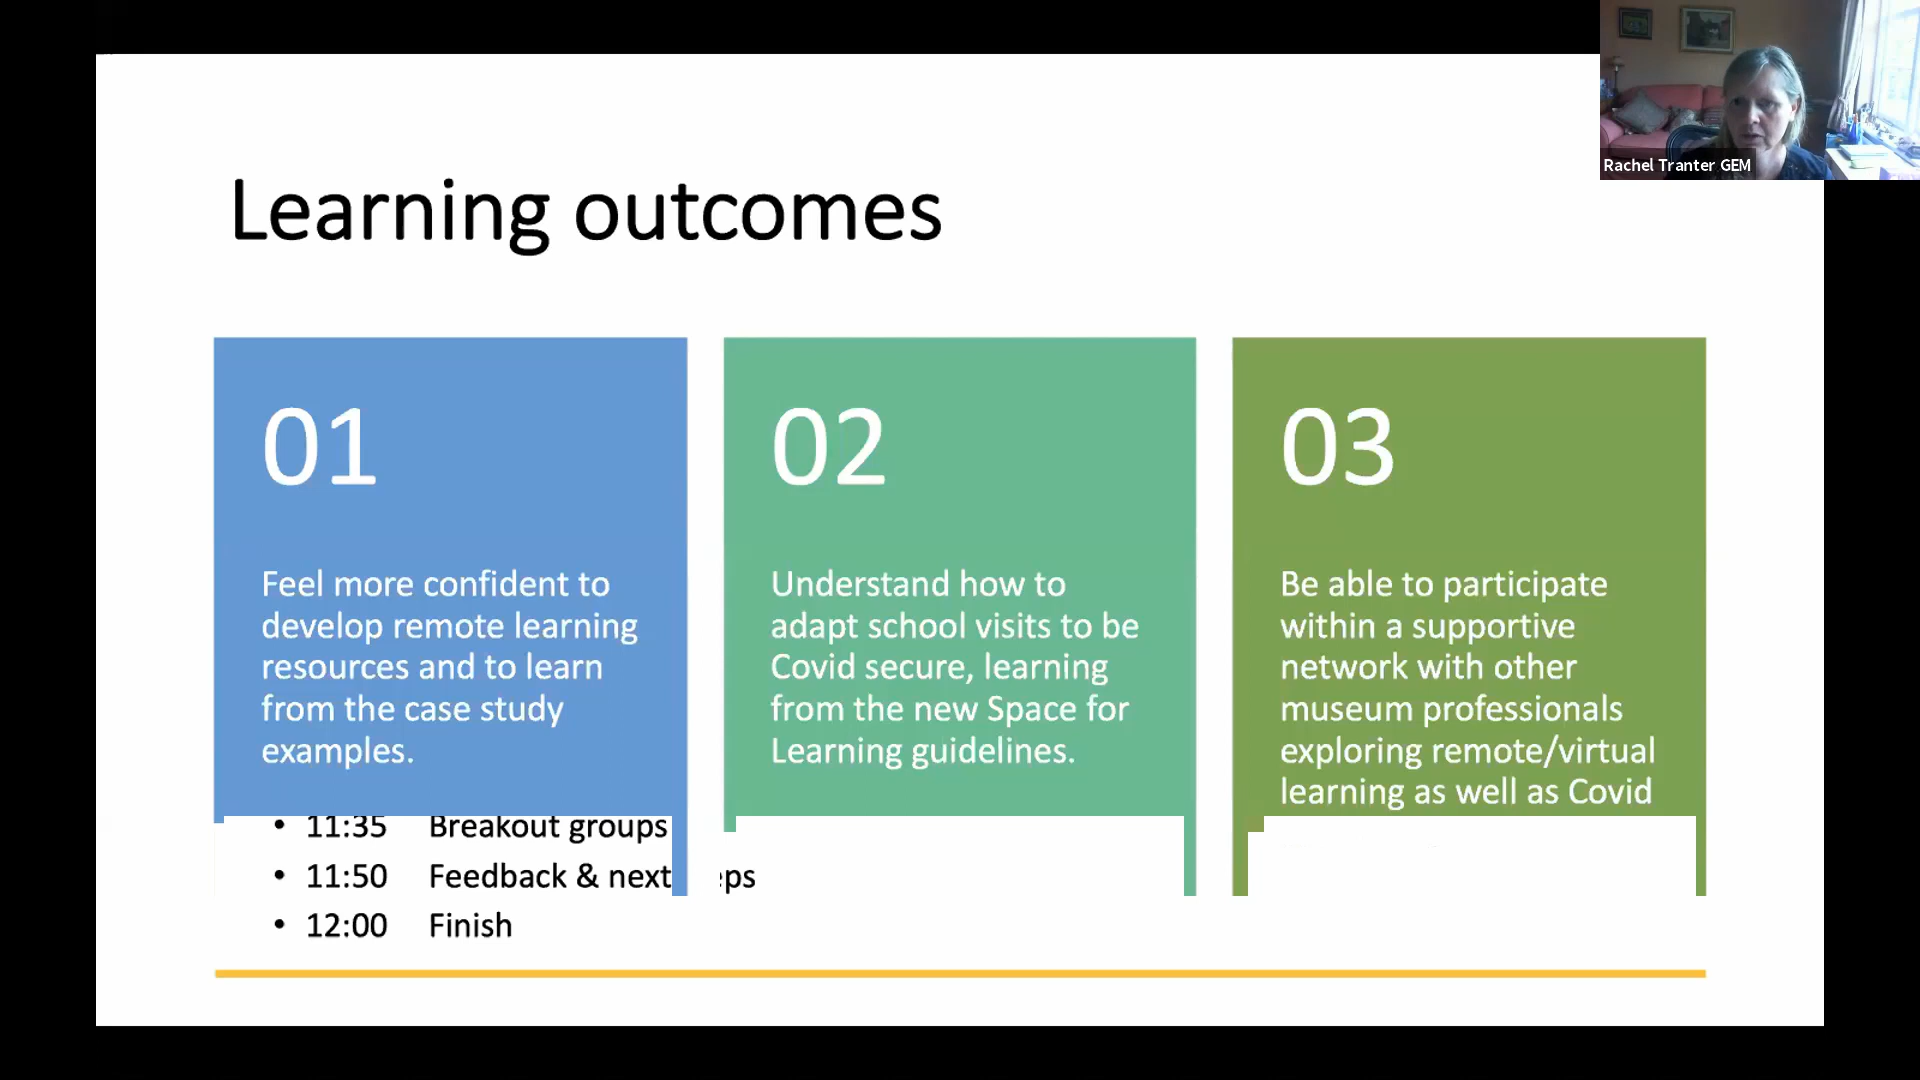 Rachel Tranter GEM
Learning outcomes
01
Feel more confident to
develop remote learning
resources and to learn
from the case study
examples.
02
Understand how to
adapt school visits to be
Covid secure, learning
from the new Space for
Learning guidelines.
03
Be able to participate
within a supportive
network with other
museum professionals
exploring remote/virtual
learning as well as Covid
• 11:35 Breakout groups
• 11:50 Feedback & next eps
• 12:00 Finish